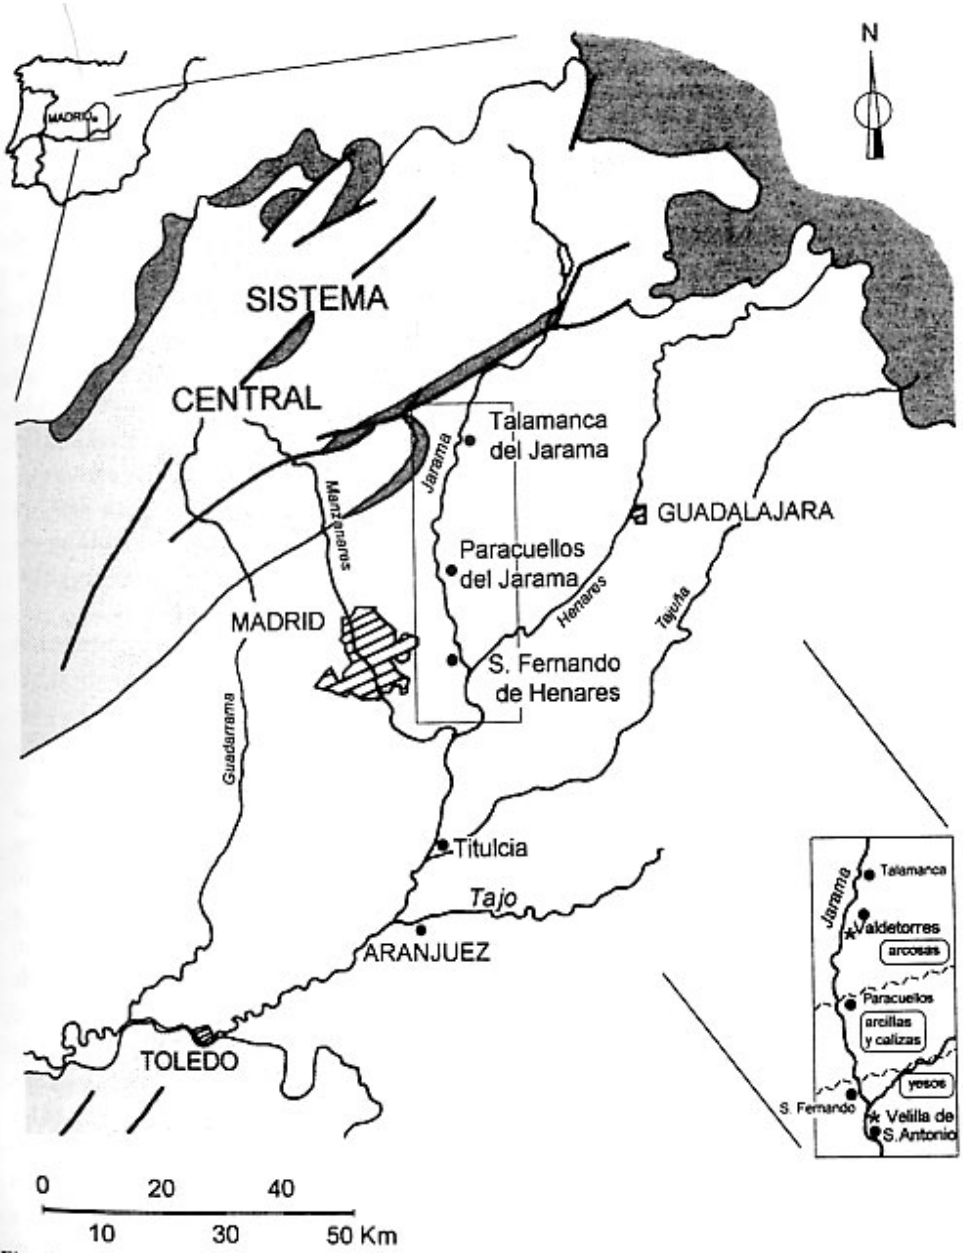 N
MADRID
SISTEMA
CENTRAL
Talamanca
del Jarama
Jarama
Manzanares
GUADALAJARA
Paracuellos
del Jarama
Henares
Tajuña
MADRID
S. Fernando
de Henares
Guadarrama
Titulcia
Tajo
ARANJUEZ
TOLEDO
Talamanca
Jarama
Valdetorres
arcosas
Paracuellos
arcillas
y calizas
yesos
S. Fernando
Velilla de
S.Antonio
0 20 40
10 30 50 Km